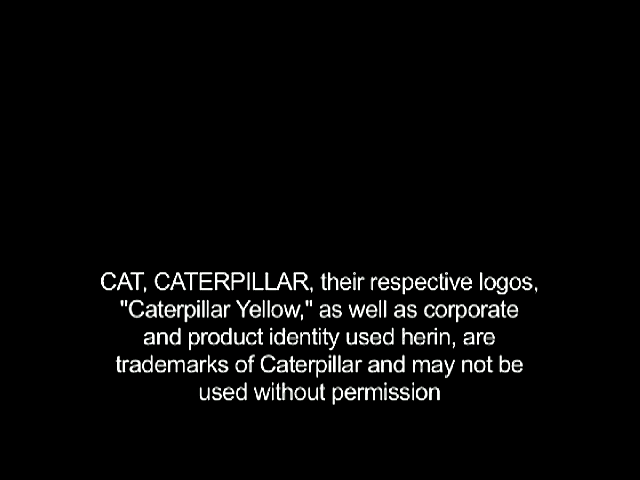 CAT, CATERPILLAR, their respective logos,
"Caterpillar Yellow," as well as corporate
and product identity used herin, are
trademarks of Caterpillar and may not be
used without permission